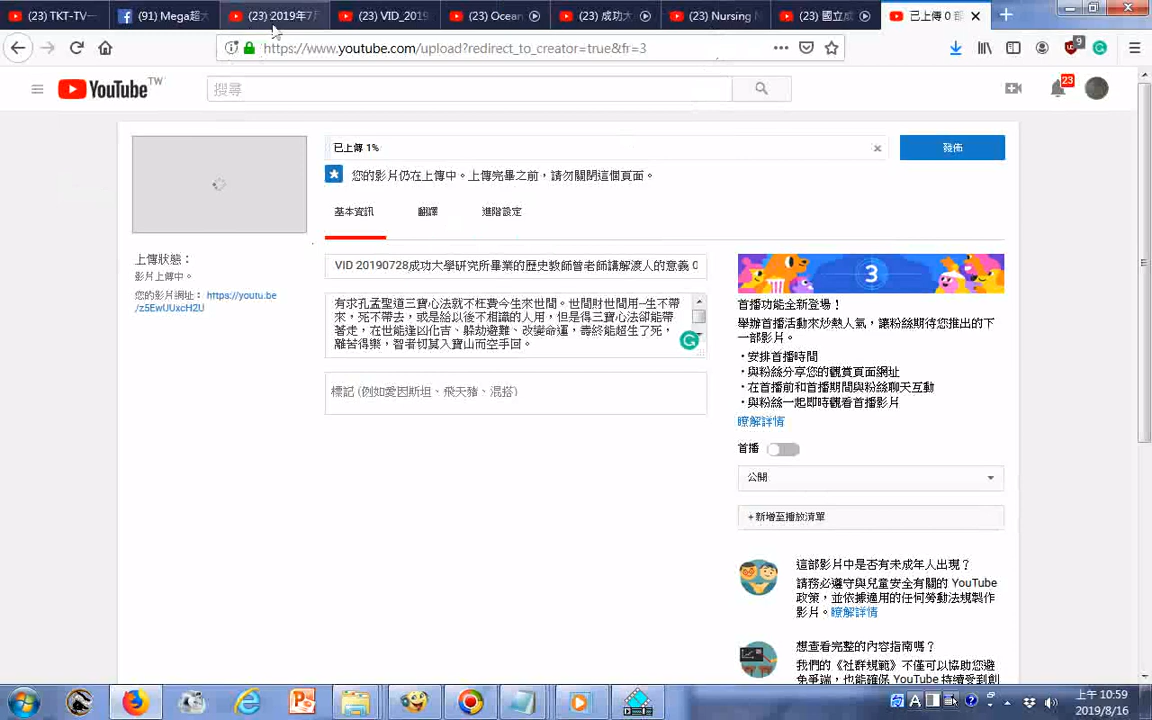 (23) TKT-TV—
(91) Mega超大
(23) 2019年7月
(23) VID_2019
(23) Ocean
(23) 成功大
(23) Nursing N
(23) 國立成
已上傳 0 部
https://www.youtube.com/upload?redirect_to_creator=true&fr=3
9
YouTube TW
搜尋
23
已上傳 1%
發佈
您的影片仍在上傳中。上傳完畢之前，請勿關閉這個頁面。
基本資訊
翻譯
進階設定
上傳狀態：
影片上傳中。
您的影片網址： https://youtu.be
/z5EwUUxcH2U
VID 20190728成功大學研究所畢業的歷史教師曾老師講解渡人的意義 0
有求孔孟聖道三寶心法就不枉費今生來世間。世間財世間用—生不帶
來，死不帶去，或是給以後不相識的人用，但是得三寶心法卻能帶
著走，在世能逢凶化吉、躲劫避難、改變命運，壽終能超生了死，
離苦得樂，智者切莫入寶山而空手回。
標記 (例如愛因斯坦、飛天豬、混搭)
3
首播功能全新登場！
舉辦首播活動來炒熱人氣，讓粉絲期待您推出的下
一部影片。
• 安排首播時間
• 與粉絲分享您的觀賞頁面網址
• 在首播前和首播期間與粉絲聊天互動
• 與粉絲一起即時觀看首播影片
瞭解詳情
首播
公開
+ 新增至播放清單
這部影片中是否有未成年人出現？
請務必遵守與兒童安全有關的 YouTube
政策，並依據適用的任何勞動法規製作
影片。瞭解詳情
想查看完整的內容指南嗎？
我們的《社群規範》不僅可以協助您避
免爭端，也能確保 YouTube 持續受到創
上午 10:59
2019/8/16